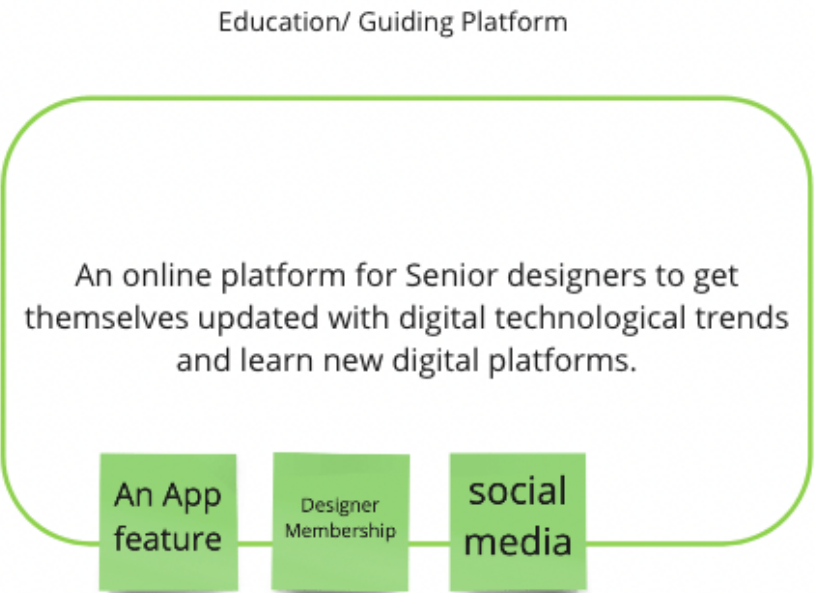 Education/ Guiding Platform
An online platform for Senior designers to get
themselves updated with digital technological trends
and learn new digital platforms.
An App
feature
Designer
Membership
social
media